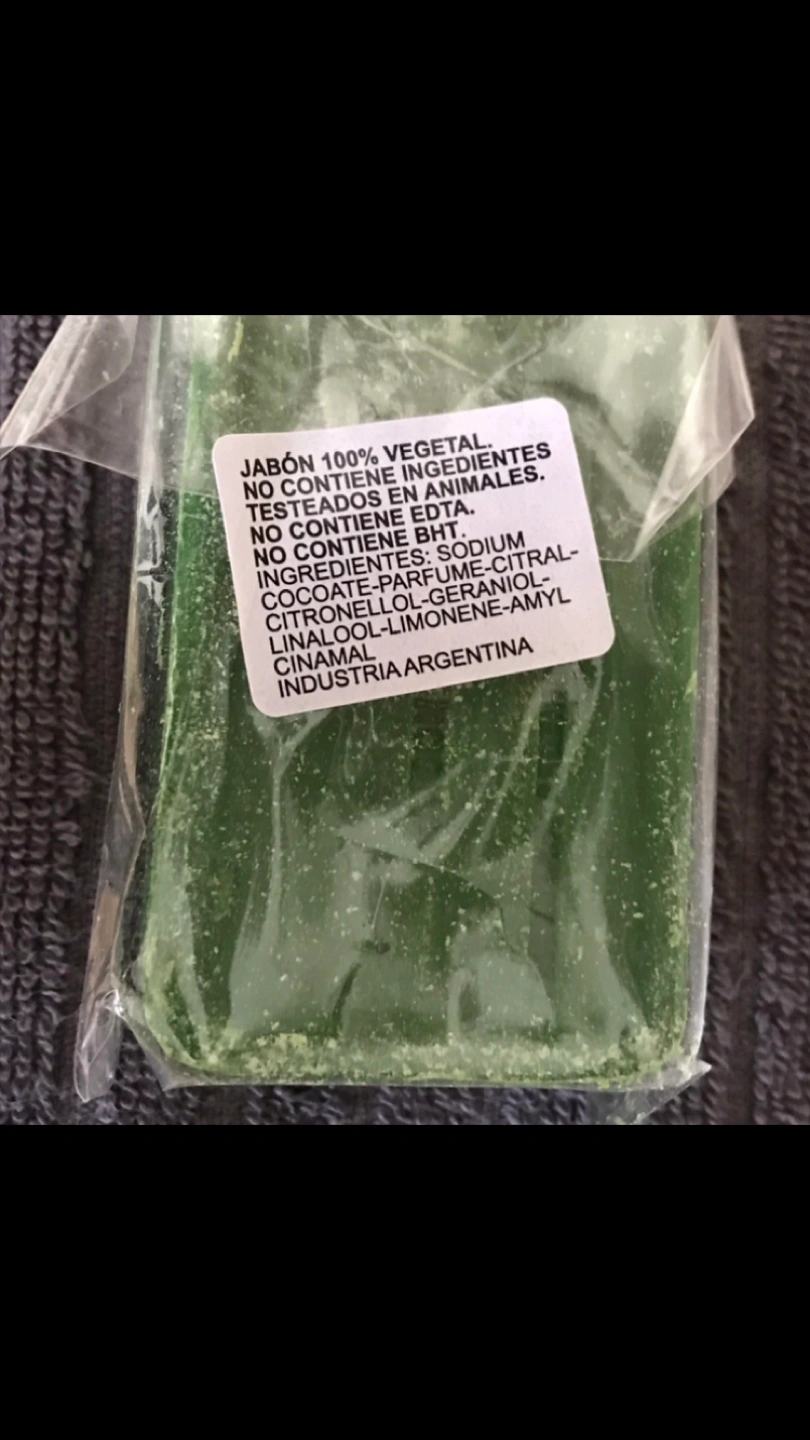 JABÓN 100% VEGETAL.
NO CONTIENE INGEDIENTES
TESTEADOS EN ANIMALES.
NO CONTIENE EDTA.
NO CONTIENE BHT.
INGREDIENTES: SODIUM
COCOATE-PARFUME-CITRAL-
CITRONELLOL-GERANIOL-
LINALOOL-LIMONENE-AMYL
CINAMAL
INDUSTRIA ARGENTINA